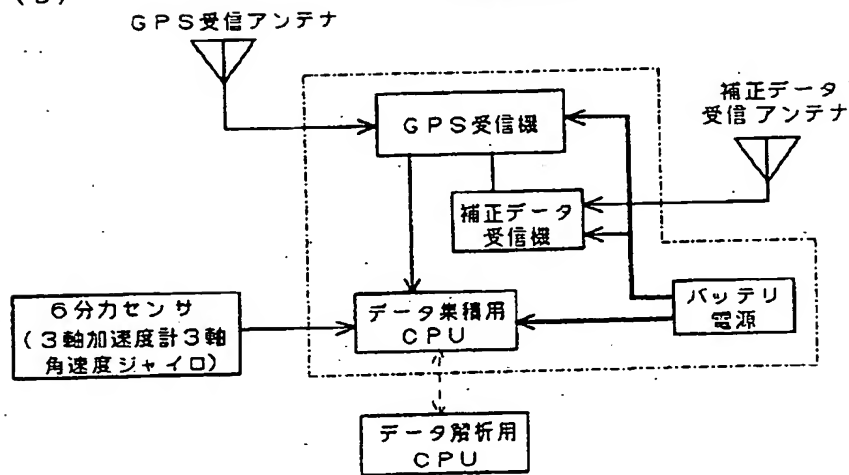 GPS受信アンテナ
補正データ
受信アンテナ
GPS受信機
補正データ
受信機
6分力センサ
(3軸加速度計3軸
角速度ジャイロ)
データ集積用
CPU
バッテリ
電源
データ解析用
CPU